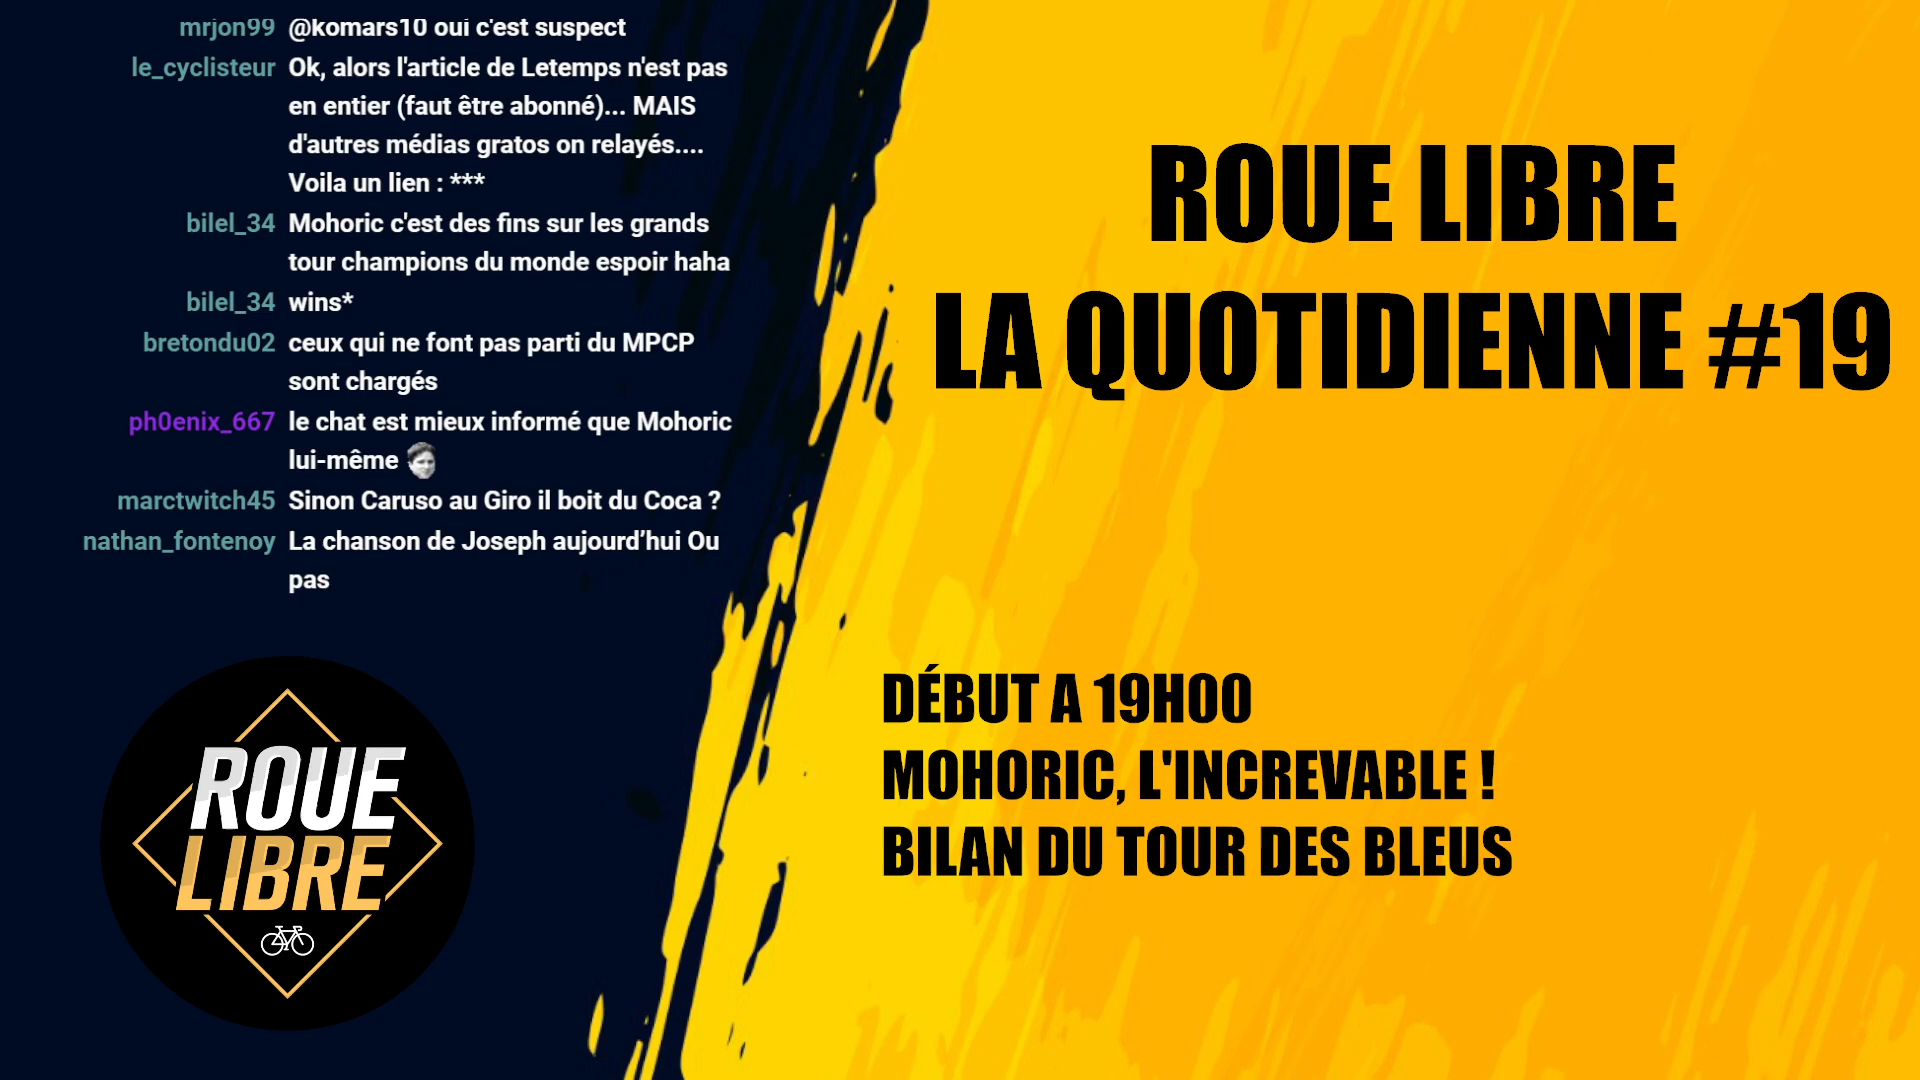 mrjon99 @komars10 oui c'est suspect
le_cyclisteur Ok, alors l'article de Letemps n'est pas
en entier (faut être abonné)... MAIS
d'autres médias gratos on relayés....
Voila un lien : ***
bilel_34 Mohoric c'est des fins sur les grands
tour champions du monde espoir haha
bilel_34 wins*
bretondu02 ceux qui ne font pas parti du MPCP
sont chargés
ph0enix_667 le chat est mieux informé que Mohoric
lui-même
marctwitch45 Sinon Caruso au Giro il boit du Coca ?
nathan_fontenoy La chanson de Joseph aujourd’hui Ou
pas
ROUE
LIBRE
ROUE LIBRE
LA QUOTIDIENNE #19
DÉBUT A 19H00
MOHORIC, L'INCREVABLE !
BILAN DU TOUR DES BLEUS